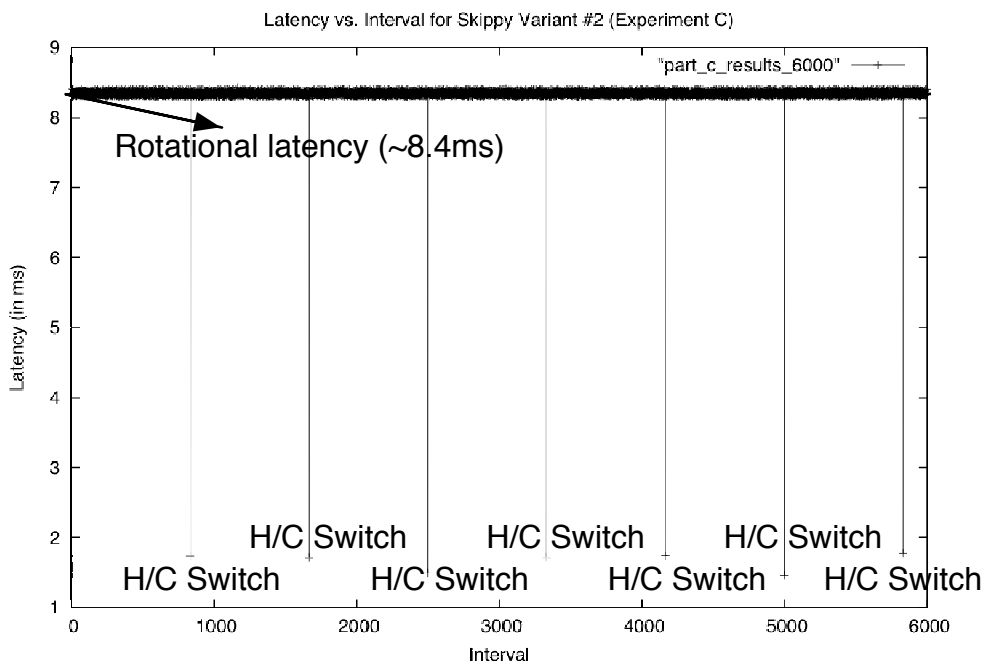 Latency vs. Interval for Skippy Variant #2 (Experiment C)
9
"part_c_results_6000"
8
Rotational latency (~8.4ms)
7
6
5
Latency (in ms)
4
3
2
H/C Switch H/C Switch H/C Switch
H/C Switch H/C Switch H/C Switch H/C Switch
1
0 1000 2000 3000 4000 5000 6000
Interval